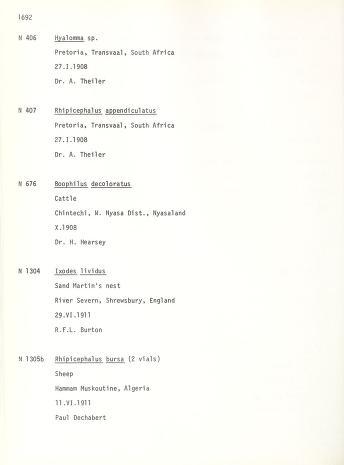 1692
N 406 Hyalomma sp.
Pretoria, Transvaal, South Africa
27.I.1908
Dr. A. Theiler
N 407 Rhipicephalus appendiculatus
Pretoria, Transvaal, South Africa
27.I.1908
Dr. A. Theiler
N 676 Boophilus decoloratus
Cattle
Chintechi, W. Nyasa Dist., Nyasaland
X.1908
Dr. H. Hearsey
N 1304 Ixodes lividus
Sand Martin's nest
River Severn, Shrewsbury, England
29.VI.1911
R.F.L. Burton
N 1305b Rhipicephalus bursa (2 vials)
Sheep
Hammam Muskoutine, Algeria
11.VI.1911
Paul Dechabert